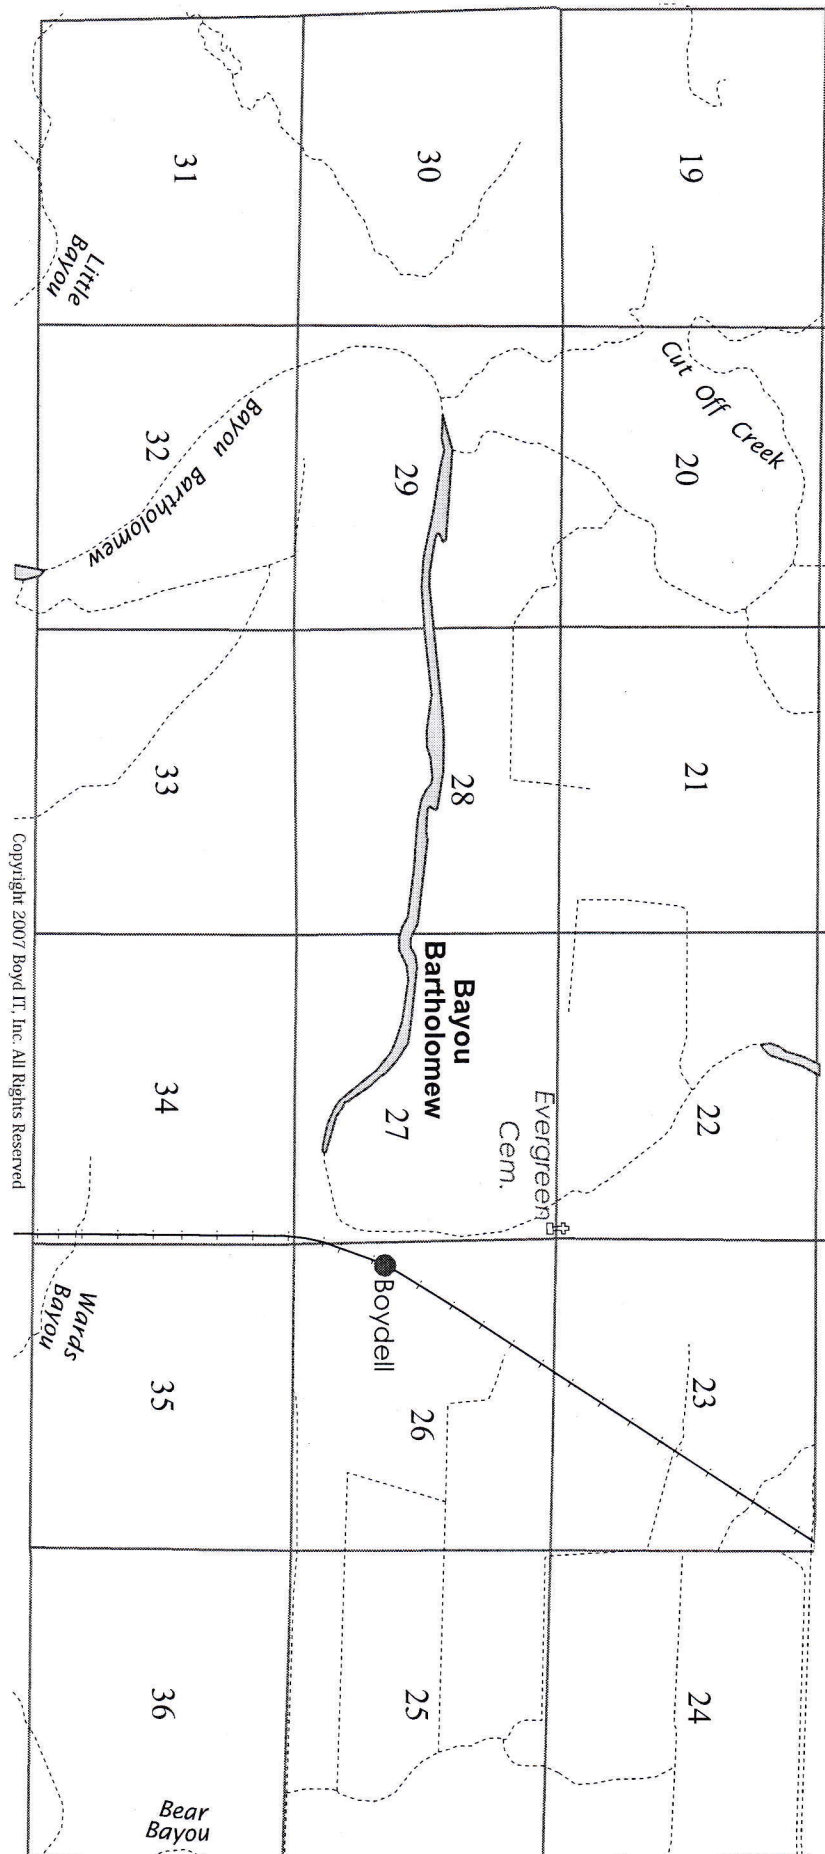 19
20
21
22
23
24
30
29
28
27
26
25
31
32
33
34
35
36
Cut Off Creek
Little
Bayou
Bayou Bartholomew
Bayou
Bartholomew
Evergreen
Cem.
Boydell
Wards
Bayou
Bear
Bayou
Copyright 2007 Boyd IT, Inc. All Rights Reserved